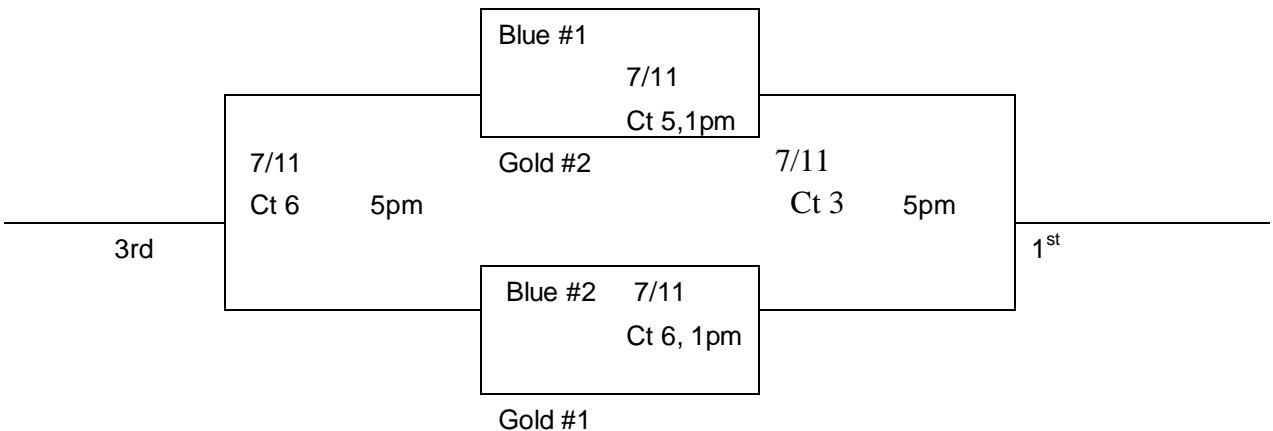 Blue #1
7/11
Ct 5,1pm
Gold #2
7/11
Ct 6 5pm
7/11
Ct 3 5pm
3rd
1st
Blue #2 7/11
Ct 6, 1pm
Gold #1